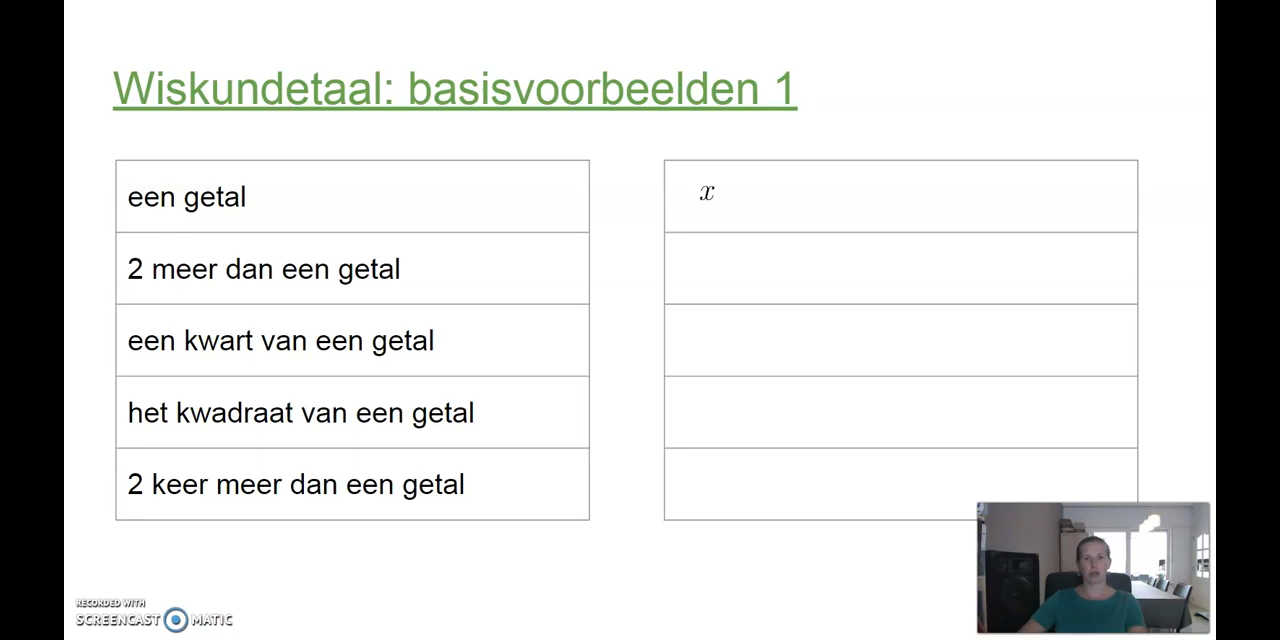 Wiskundetaal: basisvoorbeelden 1
een getal
x
2 meer dan een getal
een kwart van een getal
het kwadraat van een getal
2 keer meer dan een getal
RECORDED WITH
SCREENCAST MATIC